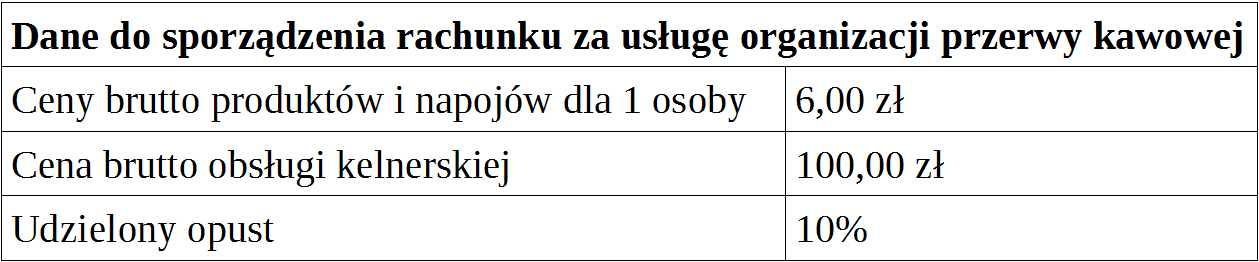 Dane do sporządzenia rachunku za usługę organizacji przerwy kawowej
Ceny brutto produktów i napojów dla 1 osoby 6,00 zł
Cena brutto obsługi kelnerskiej 100,00 zł
Udzielony opust 10%